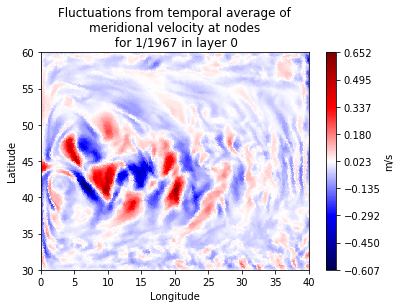 Fluctuations from temporal average of
meridional velocity at nodes
for 1/1967 in layer 0
60
55
50
45
40
35
30
Latitude
0 5 10 15 20 25 30 35 40
Longitude
0.652
0.495
0.337
0.180
0.023
-0.135
-0.292
-0.450
-0.607
m/s